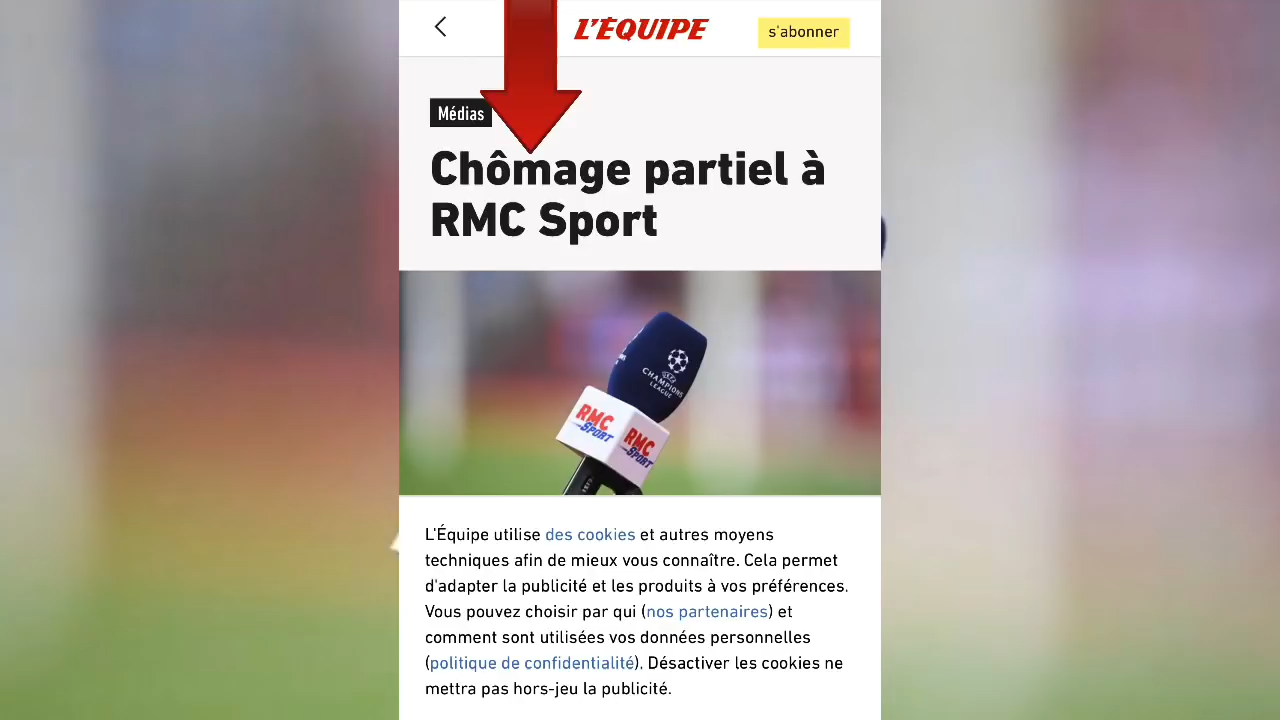 L'ÉQUIPE
s'abonner
Médias
Chômage partiel à
RMC Sport
UEFA
CHAMPIONS
LEAGUE
RMC
SPORT
RMC
SPORT
L'Équipe utilise des cookies et autres moyens
techniques afin de mieux vous connaître. Cela permet
d'adapter la publicité et les produits à vos préférences.
Vous pouvez choisir par qui (nos partenaires) et
comment sont utilisées vos données personnelles
(politique de confidentialité). Désactiver les cookies ne
mettra pas hors-jeu la publicité.